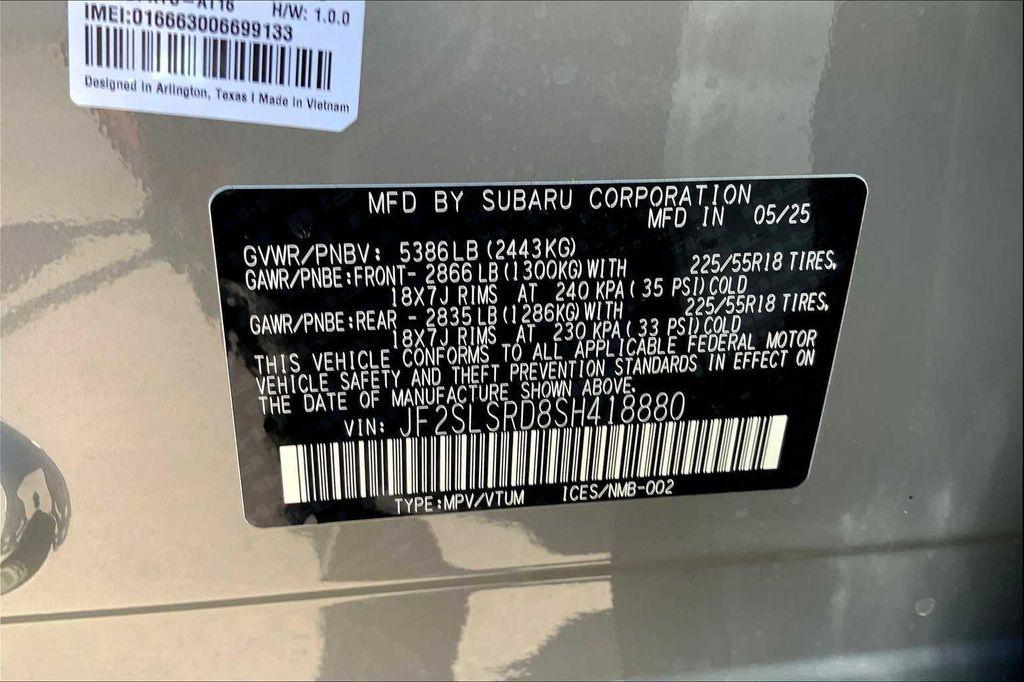 H/W: 1.0.0
IMEI:016663006699133
Designed in Arlington, Texas | Made in Vietnam
MFD BY SUBARU CORPORATION
MFD IN 05/25
GVWR/PNBV: 5386LB (2443KG)
GAWR/PNBE:FRONT- 2866 LB (1300KG) WITH 225/55R18 TIRES,
18X7J RIMS AT 240 KPA ( 35 PSI) COLD
GAWR/PNBE:REAR - 2835 LB (1286KG) WITH 225/55R18 TIRES,
18X7J RIMS AT 230 KPA ( 33 PSI) COLD
THIS VEHICLE CONFORMS TO ALL APPLICABLE FEDERAL MOTOR
VEHICLE SAFETY AND THEFT PREVENTION STANDARDS IN EFFECT ON
THE DATE OF MANUFACTURE SHOWN ABOVE.
VIN: JF2SLSRD8SH418880
TYPE:MPV/VTUM ICES/NMB-002